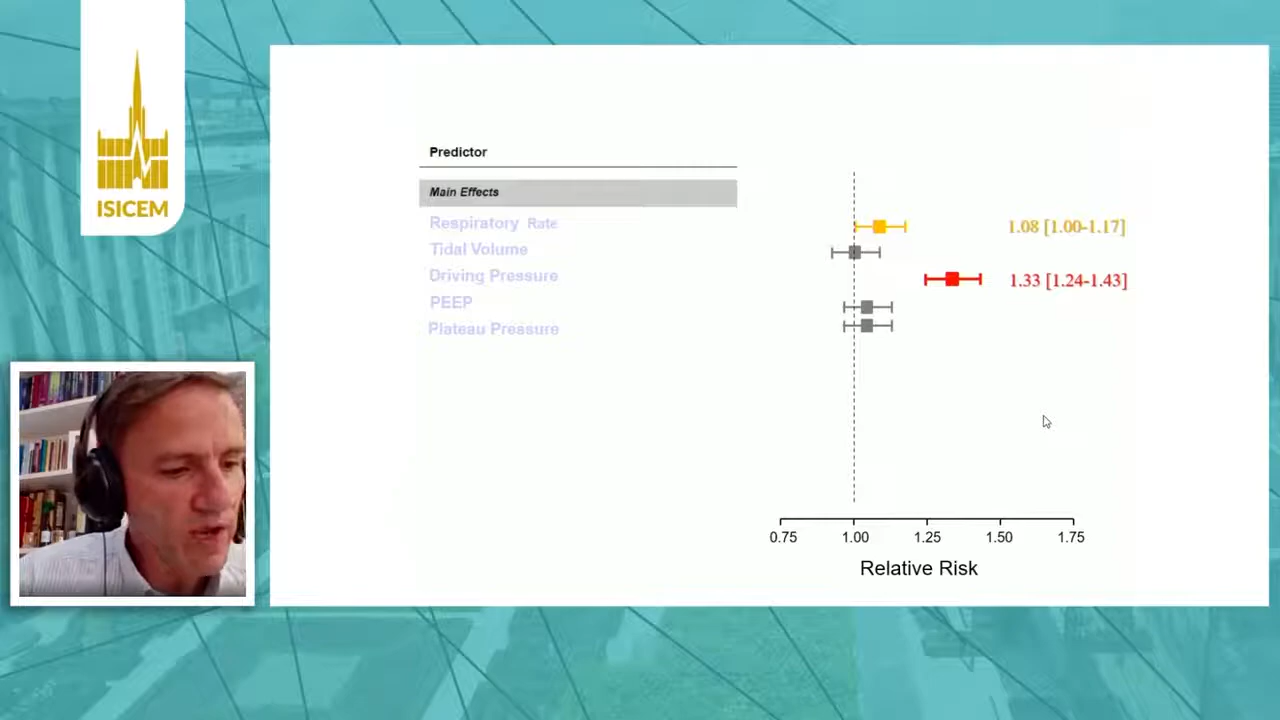 ISICEM
Predictor
Main Effects
Respiratory Rate
1.08 [1.00-1.17]
Tidal Volume
Driving Pressure
1.33 [1.24-1.43]
PEEP
Plateau Pressure
0.75 1.00 1.25 1.50 1.75
Relative Risk